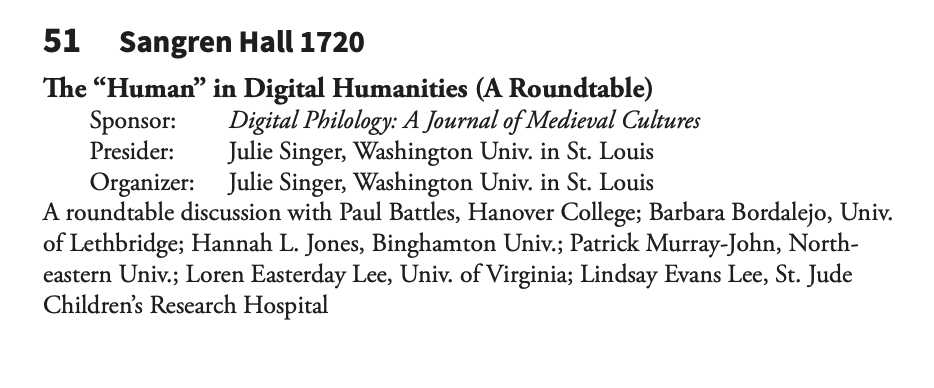 51 Sangren Hall 1720
The “Human” in Digital Humanities (A Roundtable)
Sponsor: Digital Philology: A Journal of Medieval Cultures
Presider: Julie Singer, Washington Univ. in St. Louis
Organizer: Julie Singer, Washington Univ. in St. Louis
A roundtable discussion with Paul Battles, Hanover College; Barbara Bordalejo, Univ.
of Lethbridge; Hannah L. Jones, Binghamton Univ.; Patrick Murray-John, North-
eastern Univ.; Loren Easterday Lee, Univ. of Virginia; Lindsay Evans Lee, St. Jude
Children’s Research Hospital